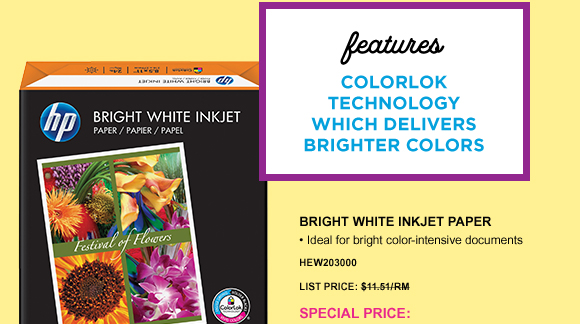 features
COLORLOK
TECHNOLOGY
WHICH DELIVERS
BRIGHTER COLORS
hp
BRIGHT WHITE INKJET
PAPER / PAPIER / PAPEL
Festival of Flowers
ColorLok
BRIGHT WHITE INKJET PAPER
• Ideal for bright color-intensive documents
HEW203000
LIST PRICE: $11.51/RM
SPECIAL PRICE: